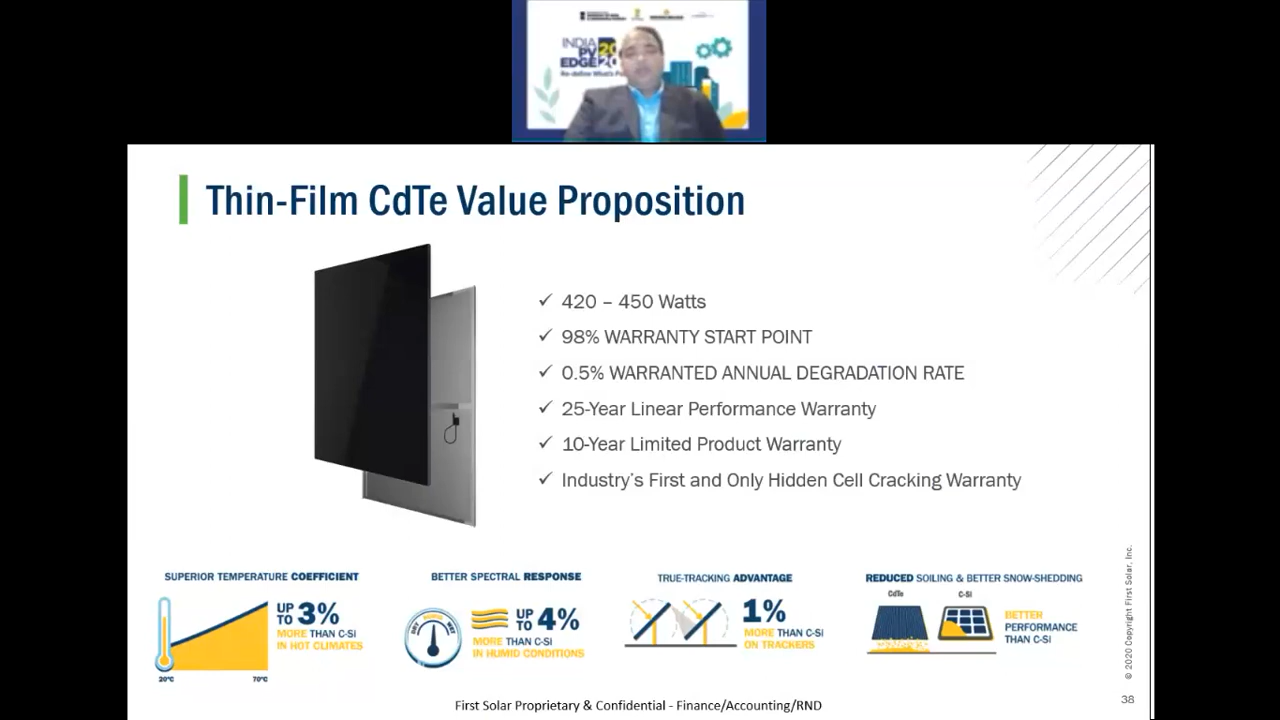 INDIA
PV 20
EDGE 20
Thin-Film CdTe Value Proposition
✓ 420 – 450 Watts
✓ 98% WARRANTY START POINT
✓ 0.5% WARRANTED ANNUAL DEGRADATION RATE
✓ 25-Year Linear Performance Warranty
✓ 10-Year Limited Product Warranty
✓ Industry's First and Only Hidden Cell Cracking Warranty
SUPERIOR TEMPERATURE COEFFICIENT
UP TO 3%
MORE THAN C-Si
IN HOT CLIMATES
20°C 70°C
BETTER SPECTRAL RESPONSE
DRY HUMID WET
UP TO 4%
MORE THAN C-Si
IN HUMID CONDITIONS
TRUE-TRACKING ADVANTAGE
1%
MORE THAN C-Si
ON TRACKERS
REDUCED SOILING & BETTER SNOW-SHEDDING
CdTe C-Si
BETTER
PERFORMANCE
THAN C-Si
© 2020 Copyright First Solar, Inc.
38
First Solar Proprietary & Confidential - Finance/Accounting/RND